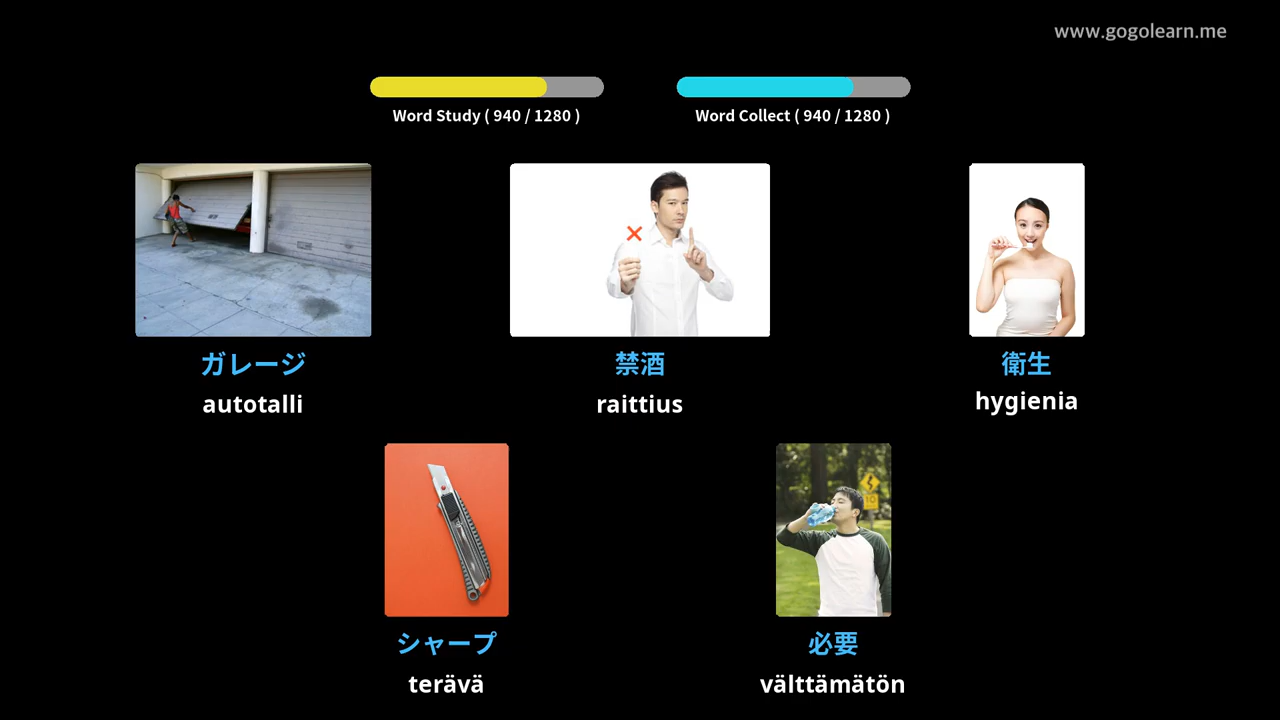 www.gogolearn.me
Word Study ( 940 / 1280 )
Word Collect ( 940 / 1280 )
ガレージ
autotalli
禁酒
raittius
衛生
hygienia
シャープ
terävä
必要
välttämätön
10